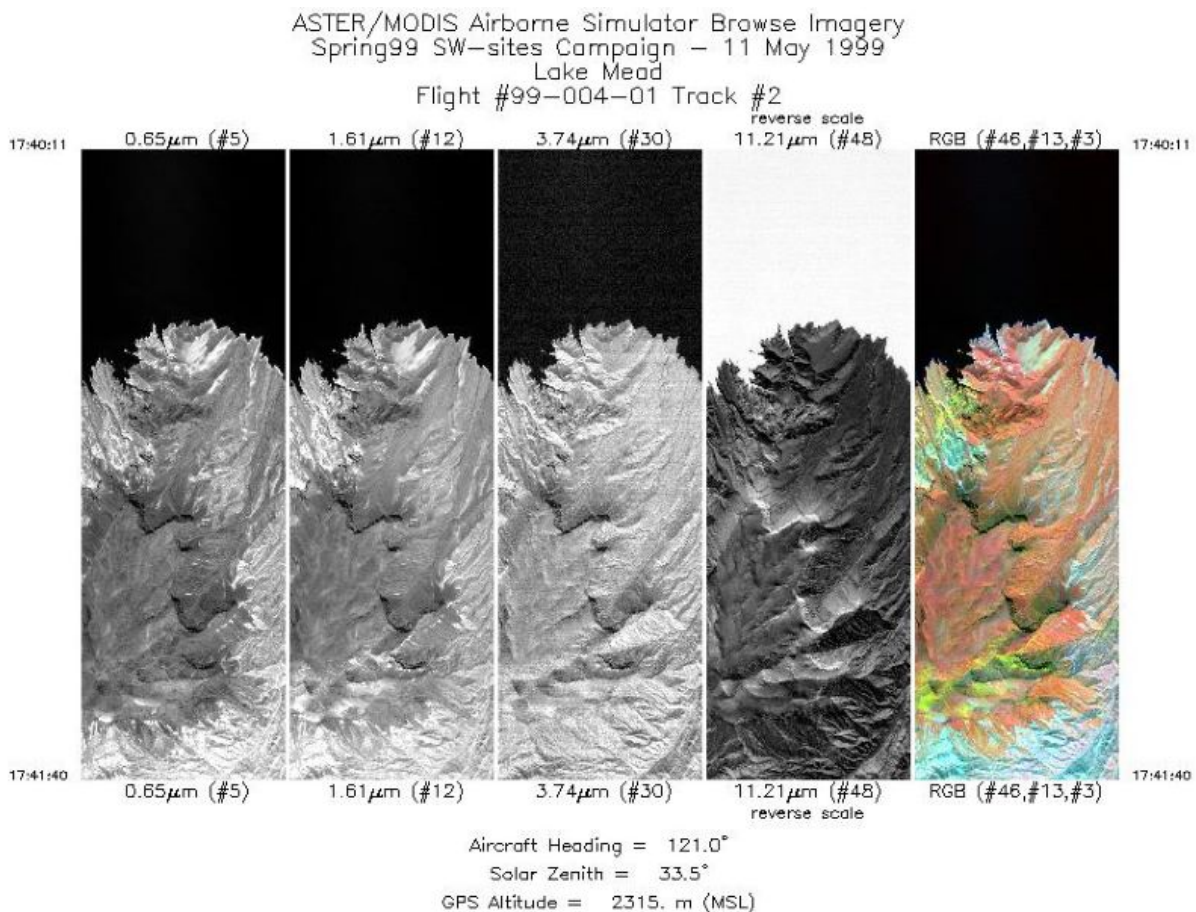 ASTER/MODIS Airborne Simulator Browse Imagery
Spring99 SW-sites Campaign - 11 May 1999
Lake Mead
Flight #99-004-01 Track #2
reverse scale
17:40:11 0.65μm (#5) 1.61μm (#12) 3.74μm (#30) 11.21μm (#48) RGB (#46,#13,#3) 17:40:11
17:41:40 17:41:40
0.65μm (#5) 1.61μm (#12) 3.74μm (#30) 11.21μm (#48) RGB (#46,#13,#3)
reverse scale
Aircraft Heading = 121.0°
Solar Zenith = 33.5°
GPS Altitude = 2315. m (MSL)